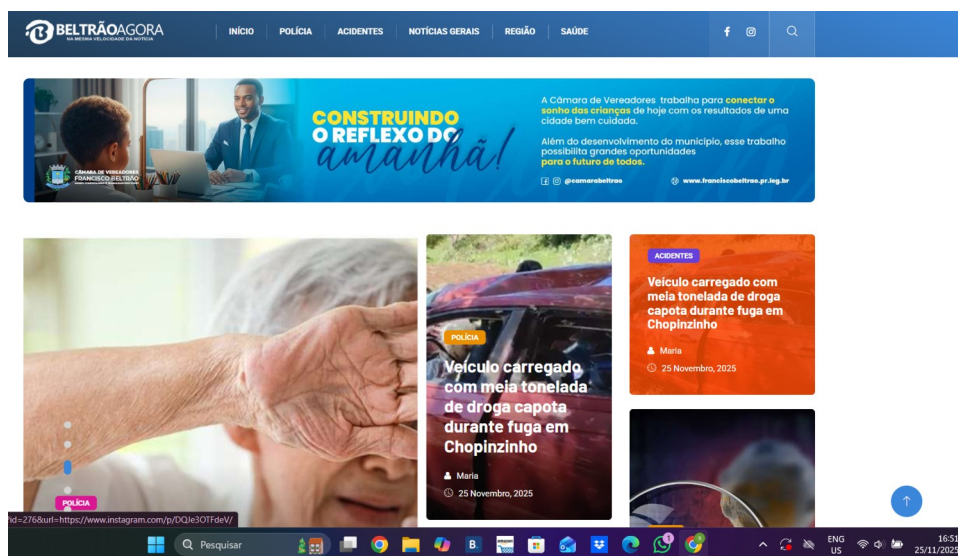 BELTRÃOAGORA
NA MESMA VELOCIDADE DA NOTÍCIA
INÍCIO
POLÍCIA
ACIDENTES
NOTÍCIAS GERAIS
REGIÃO
SAÚDE
CONSTRUINDO
O REFLEXO DO
amanhã!
A Câmara de Vereadores trabalha para conectar o
sonho das crianças de hoje com os resultados de uma
cidade bem cuidada.
Além do desenvolvimento do município, esse trabalho
possibilita grandes oportunidades
para o futuro de todos.
@camarabeltrao
www.franciscobeltrao.pr.leg.br
CÂMARA DE VEREADORES
FRANCISCO BELTRÃO
POLÍCIA
POLÍCIA
Veículo carregado
com meia tonelada
de droga capota
durante fuga em
Chopinzinho
Maria
25 Novembro, 2025
ACIDENTES
Veículo carregado com
meia tonelada de droga
capota durante fuga em
Chopinzinho
Maria
25 Novembro, 2025
?id=276&url=https://www.instagram.com/p/DQJe3OTFdeV/
Pesquisar
B.
ENG
US
16:51
25/11/2025